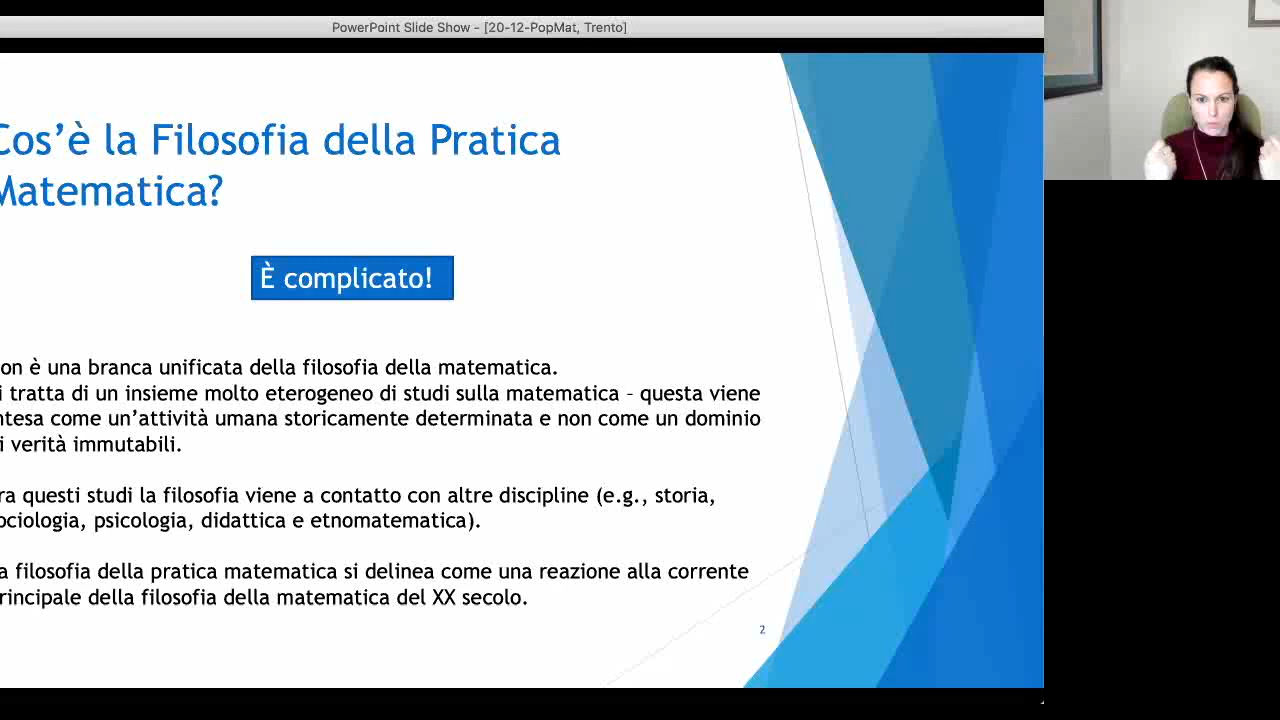 PowerPoint Slide Show - [20-12-PopMat, Trento]
Cos’è la Filosofia della Pratica
Matematica?
È complicato!
on è una branca unificata della filosofia della matematica.
i tratta di un insieme molto eterogeneo di studi sulla matematica – questa viene
ntesa come un’attività umana storicamente determinata e non come un dominio
i verità immutabili.
ra questi studi la filosofia viene a contatto con altre discipline (e.g., storia,
ociologia, psicologia, didattica e etnomatematica).
a filosofia della pratica matematica si delinea come una reazione alla corrente
rincipale della filosofia della matematica del XX secolo.
2